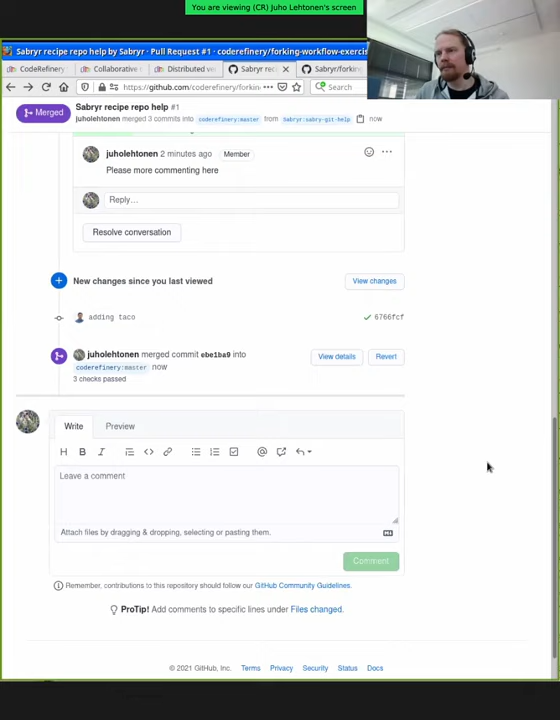 You are viewing (CR) Juho Lehtonen's screen
Sabryr recipe repo help by Sabryr · Pull Request #1 · coderefinery/forking-workflow-exercis
CodeRefinery
Collaborative
Distributed ve
Sabryr rec
Sabryr/forking
https://github.com/coderefinery/forkin
Search
Merged
Sabryr recipe repo help #1
juholehtonen merged 3 commits into coderefinery:master from Sabryr:sabry-git-help now
juholehtonen 2 minutes ago Member
Please more commenting here
Reply…
Resolve conversation
New changes since you last viewed
View changes
adding taco
6766fcf
juholehtonen merged commit ebe1ba9 into
coderefinery:master now
View details
Revert
3 checks passed
Write
Preview
H B I
Leave a comment
Attach files by dragging & dropping, selecting or pasting them.
Comment
Remember, contributions to this repository should follow our GitHub Community Guidelines.
ProTip! Add comments to specific lines under Files changed.
© 2021 GitHub, Inc.
Terms
Privacy
Security
Status
Docs